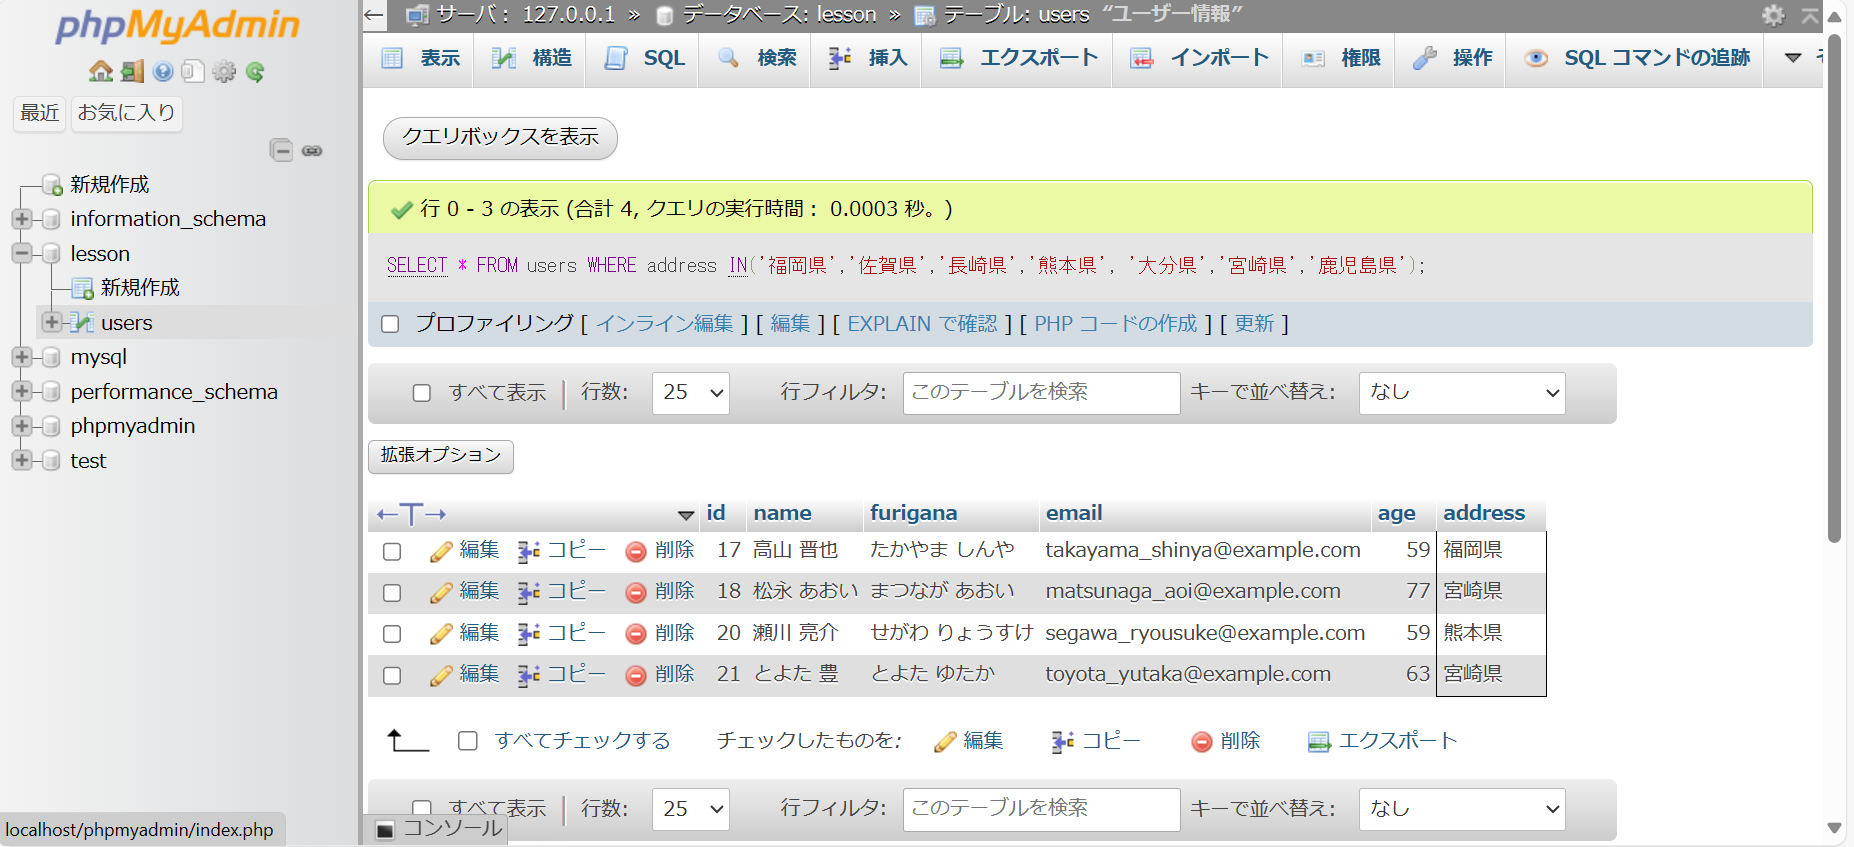 phpMyAdmin
最近 お気に入り
新規作成
information_schema
lesson
新規作成
users
mysql
performance_schema
phpmyadmin
test
localhost/phpmyadmin/index.php
← サーバ: 127.0.0.1 » データベース: lesson » テーブル: users “ユーザー情報”
表示 構造 SQL 検索 挿入 エクスポート インポート 権限 操作 SQL コマンドの追跡
クエリボックスを表示
行 0 - 3 の表示 (合計 4, クエリの実行時間: 0.0003 秒。)
SELECT * FROM users WHERE address IN('福岡県','佐賀県','長崎県','熊本県', '大分県','宮崎県','鹿児島県');
プロファイリング [ インライン編集 ] [ 編集 ] [ EXPLAIN で確認 ] [ PHP コードの作成 ] [ 更新 ]
すべて表示 行数: 25 行フィルタ: このテーブルを検索 キーで並べ替え: なし
拡張オプション
←T→ id name furigana email age address
編集 コピー 削除 17 高山 晋也 たかやま しんや takayama_shinya@example.com 59 福岡県
編集 コピー 削除 18 松永 あおい まつなが あおい matsunaga_aoi@example.com 77 宮崎県
編集 コピー 削除 20 瀬川 亮介 せがわ りょうすけ segawa_ryousuke@example.com 59 熊本県
編集 コピー 削除 21 とよた 豊 とよた ゆたか toyota_yutaka@example.com 63 宮崎県
すべてチェックする チェックしたものを: 編集 コピー 削除 エクスポート
すべて表示 行数: 25 行フィルタ: このテーブルを検索 キーで並べ替え: なし
コンソール